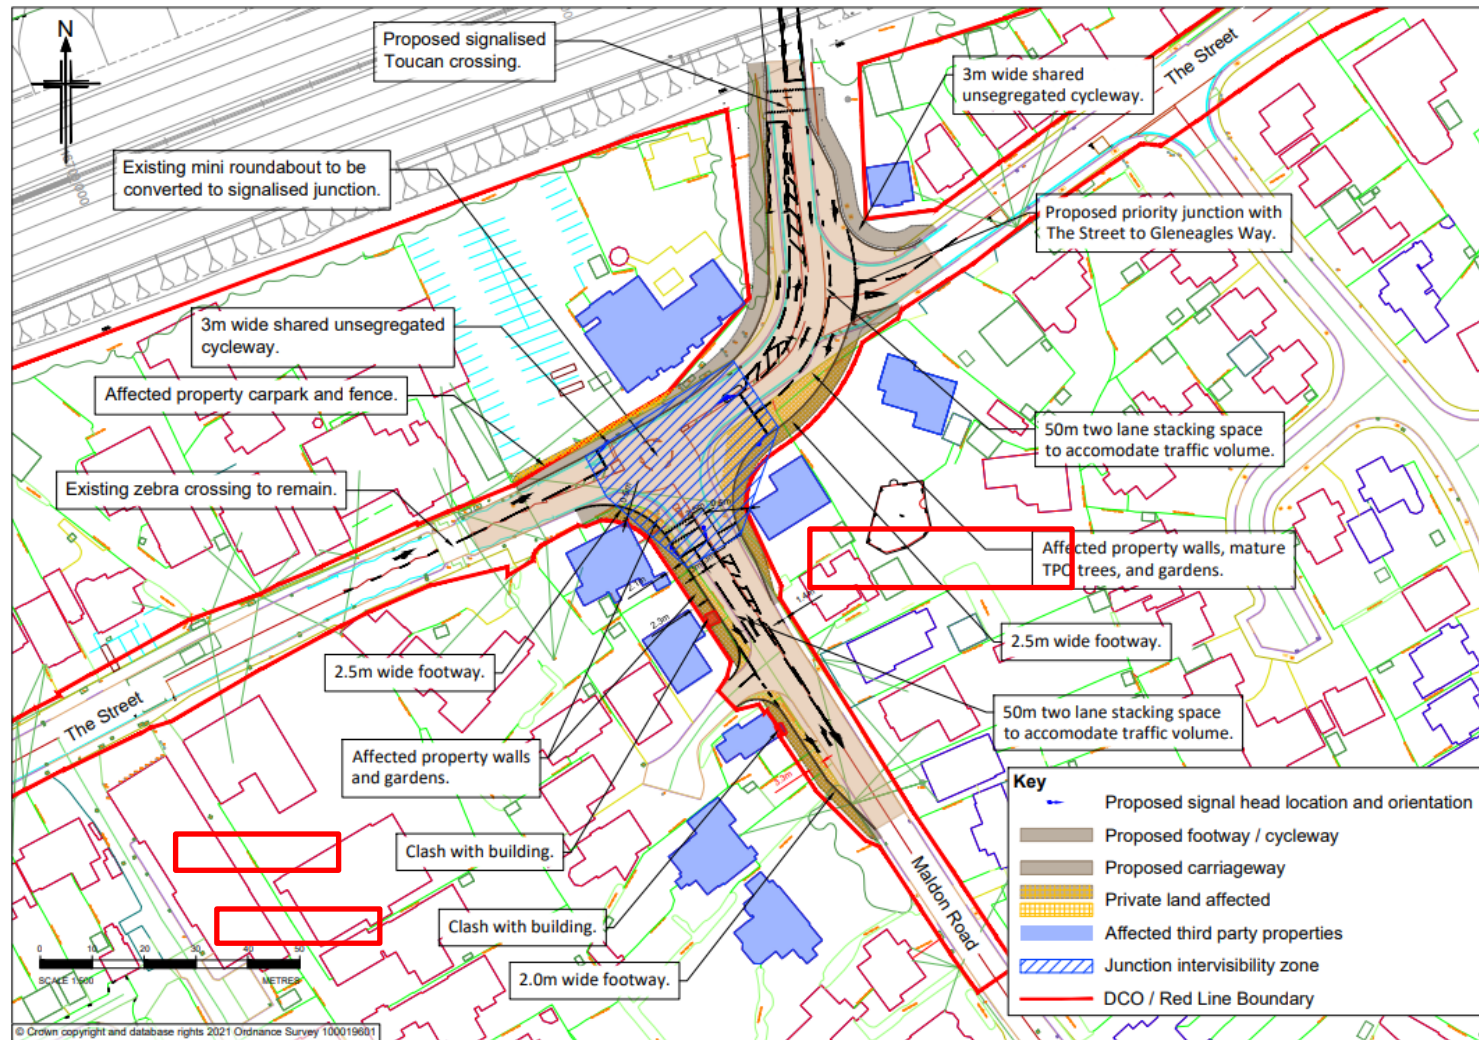 N
Proposed signalised
Toucan crossing.
3m wide shared
unsegregated cycleway.
The Street
Existing mini roundabout to be
converted to signalised junction.
Proposed priority junction with
The Street to Gleneagles Way.
3m wide shared unsegregated
cycleway.
Affected property carpark and fence.
50m two lane stacking space
to accomodate traffic volume.
Existing zebra crossing to remain.
Affected property walls, mature
TPO trees, and gardens.
2.5m wide footway.
2.5m wide footway.
The Street
50m two lane stacking space
to accomodate traffic volume.
Affected property walls
and gardens.
2.3m
1.4m
3.3m
Clash with building.
Clash with building.
2.0m wide footway.
Maldon Road
Key
Proposed signal head location and orientation
Proposed footway / cycleway
Proposed carriageway
Private land affected
Affected third party properties
Junction intervisibility zone
DCO / Red Line Boundary
0 10 20 30 40 50
SCALE 1:500 METRES
© Crown copyright and database rights 2021 Ordnance Survey 100019601